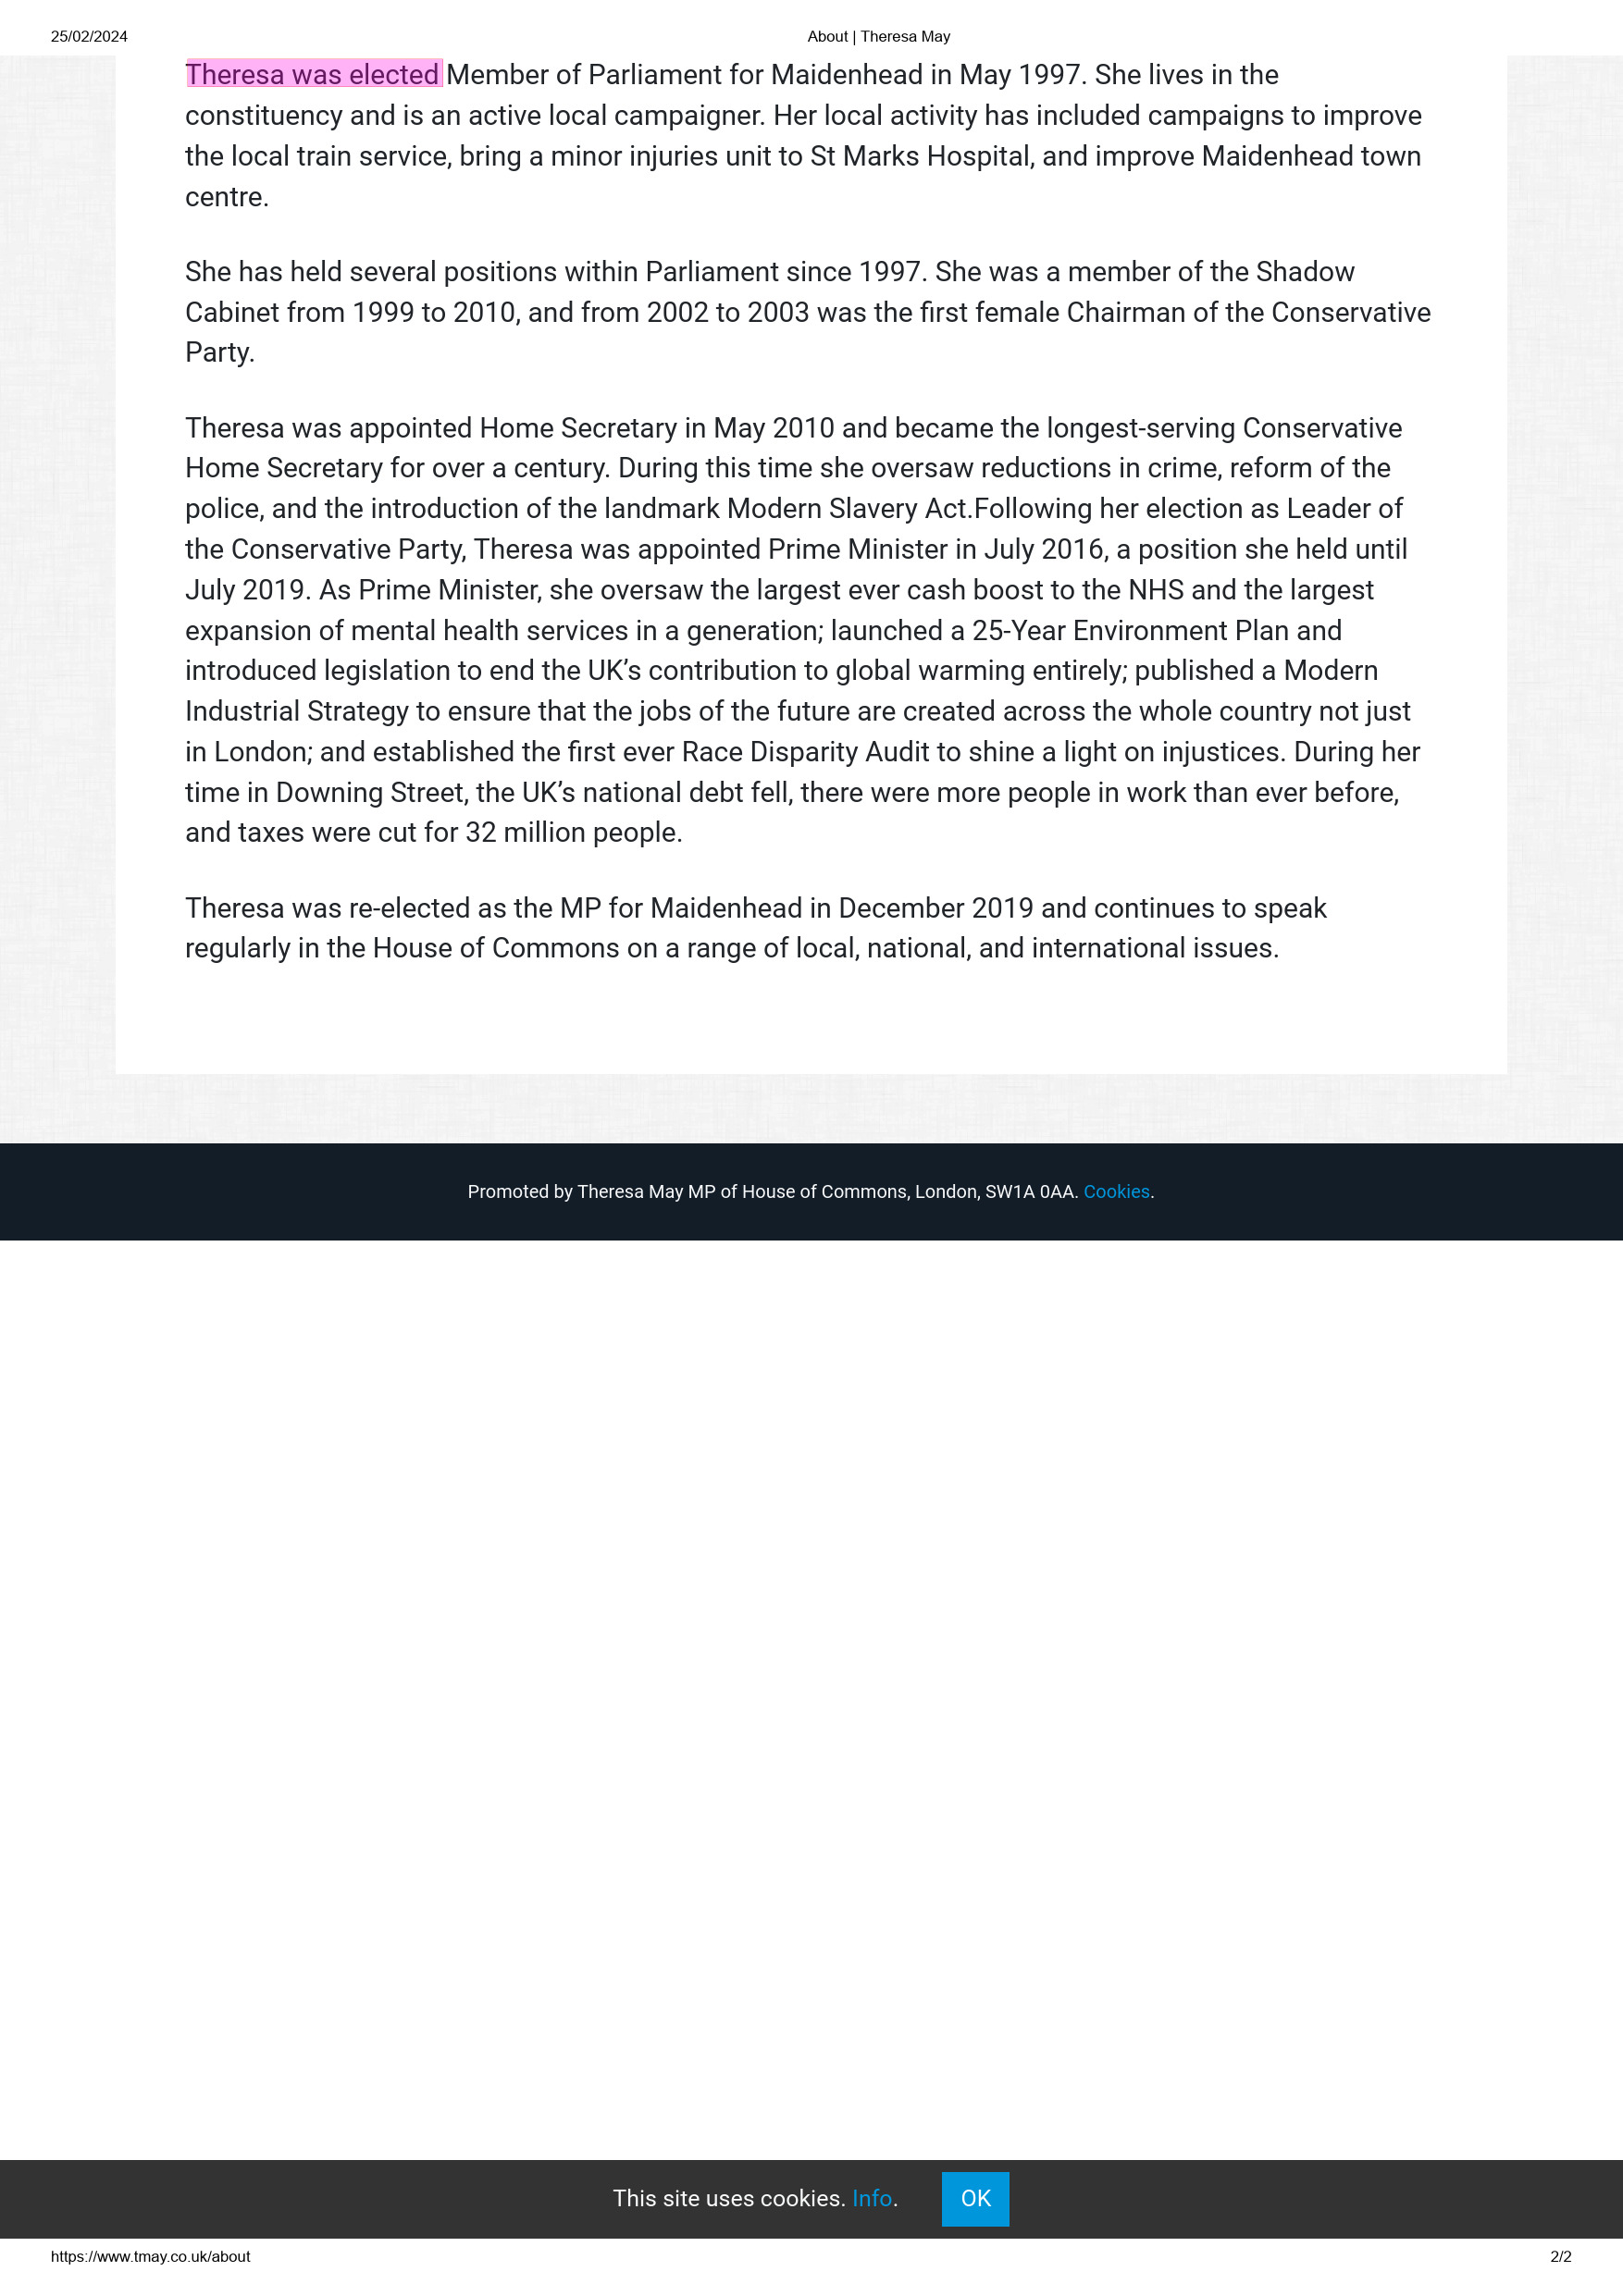 25/02/2024 About | Theresa May
Theresa was elected Member of Parliament for Maidenhead in May 1997. She lives in the
constituency and is an active local campaigner. Her local activity has included campaigns to improve
the local train service, bring a minor injuries unit to St Marks Hospital, and improve Maidenhead town
centre.
She has held several positions within Parliament since 1997. She was a member of the Shadow
Cabinet from 1999 to 2010, and from 2002 to 2003 was the first female Chairman of the Conservative
Party.
Theresa was appointed Home Secretary in May 2010 and became the longest-serving Conservative
Home Secretary for over a century. During this time she oversaw reductions in crime, reform of the
police, and the introduction of the landmark Modern Slavery Act.Following her election as Leader of
the Conservative Party, Theresa was appointed Prime Minister in July 2016, a position she held until
July 2019. As Prime Minister, she oversaw the largest ever cash boost to the NHS and the largest
expansion of mental health services in a generation; launched a 25-Year Environment Plan and
introduced legislation to end the UK’s contribution to global warming entirely; published a Modern
Industrial Strategy to ensure that the jobs of the future are created across the whole country not just
in London; and established the first ever Race Disparity Audit to shine a light on injustices. During her
time in Downing Street, the UK’s national debt fell, there were more people in work than ever before,
and taxes were cut for 32 million people.
Theresa was re-elected as the MP for Maidenhead in December 2019 and continues to speak
regularly in the House of Commons on a range of local, national, and international issues.
Promoted by Theresa May MP of House of Commons, London, SW1A 0AA. Cookies.
This site uses cookies. Info. OK
https://www.tmay.co.uk/about 2/2